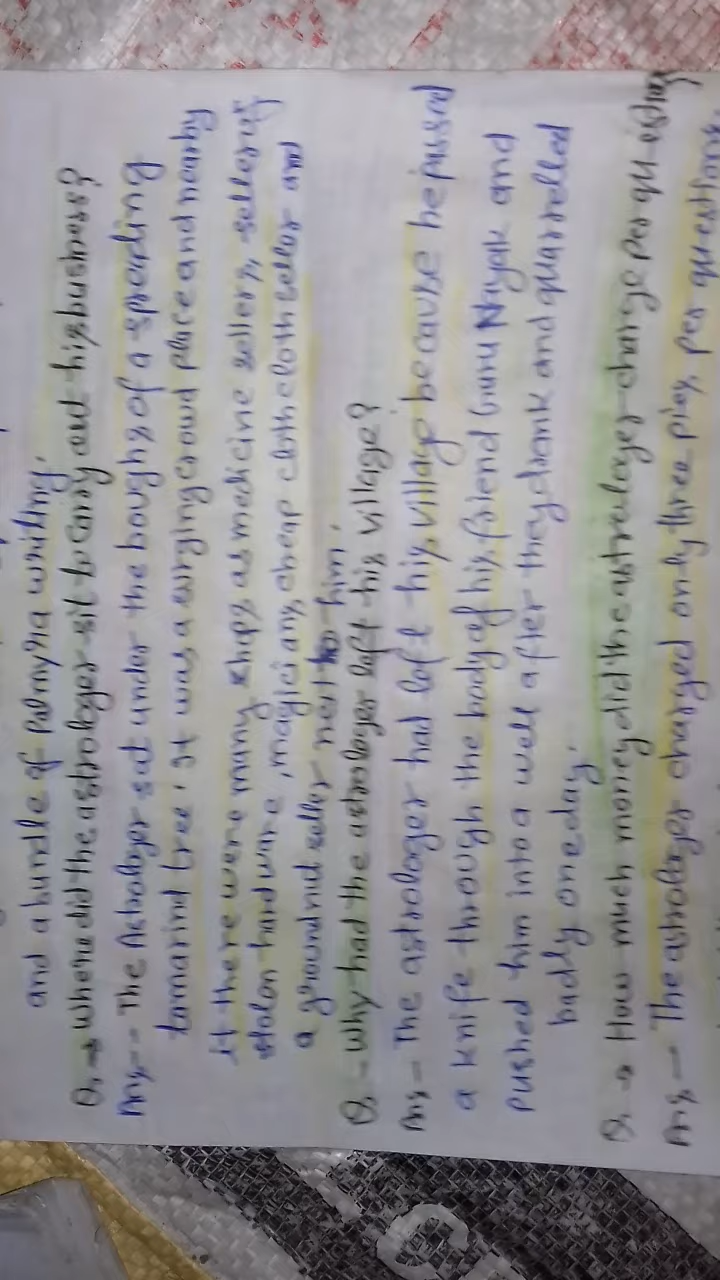 and a bundle of Palmyra writing.
Q. → Where did the astrologer sit to carry out his business?
Ans -- The Astrologer sat under the boughs of a spearling
tamarind tree. It was a surging crowd place and nearby
it there were many shops as medicine sellers, sellers of
stolen hardware, magicians, cheap cloth cloth seller and
a ground nut seller next to him.
Q - Why had the astrologer left his village?
Ans - The astrologer had left his village because he passed
a knife through the body of his friend Guru Nayak and
pushed him into a well after they drank and quarrelled
badly one day.
Q → How much money did the astrologer charge per question
Ans - The astrologer charged only three pies per questions.